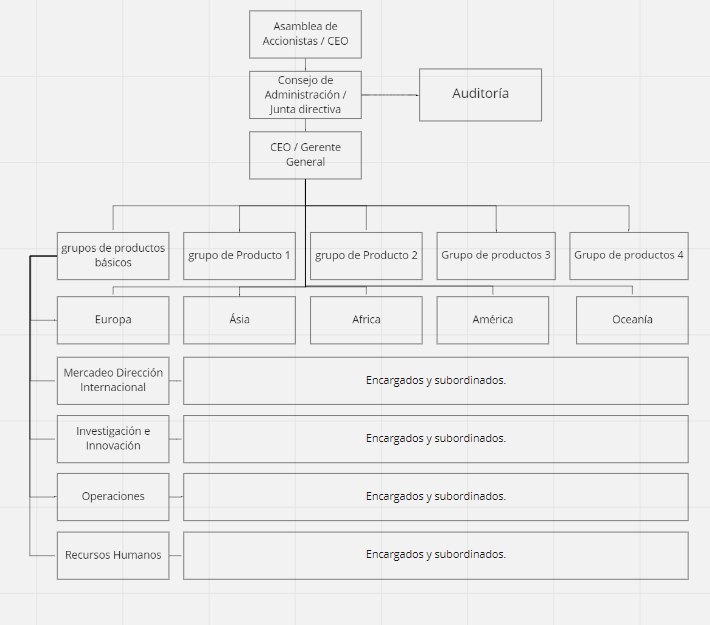 Asamblea de
Accionistas / CEO
Consejo de
Administración /
Junta directiva
Auditoría
CEO / Gerente
General
grupos de productos
básicos
grupo de Producto 1
grupo de Producto 2
Grupo de productos 3
Grupo de productos 4
Europa
Ásia
Africa
América
Oceanía
Mercadeo Dirección
Internacional
Encargados y subordinados.
Investigación e
Innovación
Encargados y subordinados.
Operaciones
Encargados y subordinados.
Recursos Humanos
Encargados y subordinados.